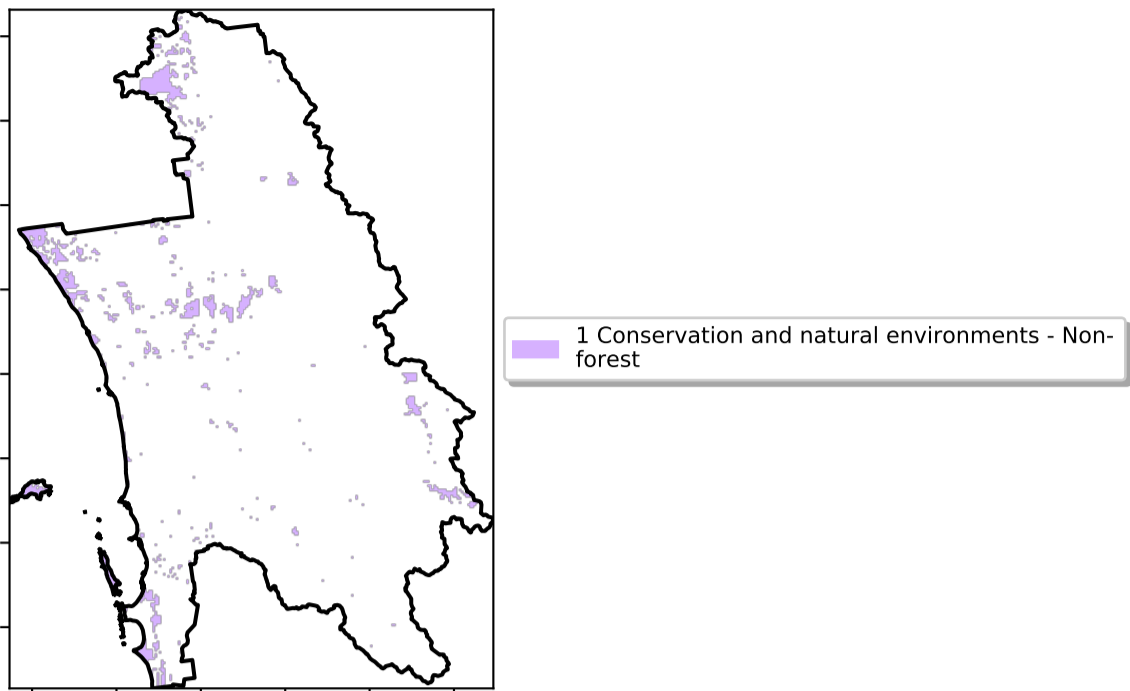 1 Conservation and natural environments - Non-
forest